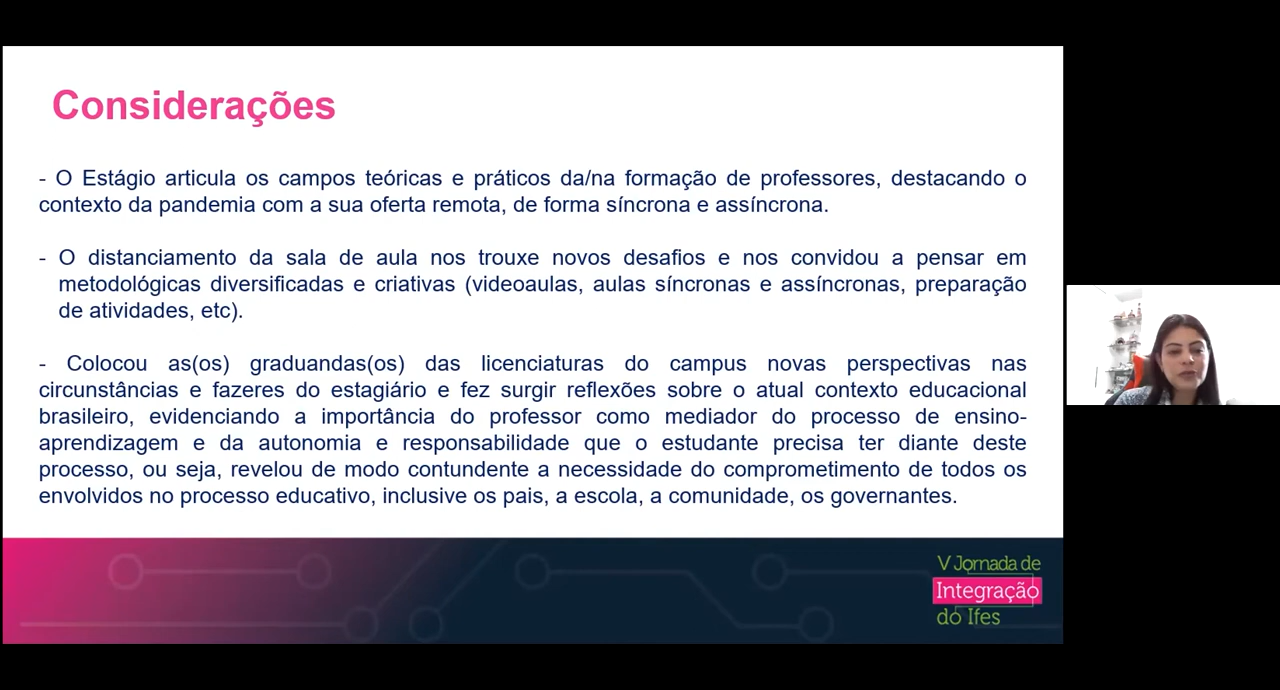 Considerações
- O Estágio articula os campos teóricas e práticos da/na formação de professores, destacando o
contexto da pandemia com a sua oferta remota, de forma síncrona e assíncrona.
- O distanciamento da sala de aula nos trouxe novos desafios e nos convidou a pensar em
metodológicas diversificadas e criativas (videoaulas, aulas síncronas e assíncronas, preparação
de atividades, etc).
- Colocou as(os) graduandas(os) das licenciaturas do campus novas perspectivas nas
circunstâncias e fazeres do estagiário e fez surgir reflexões sobre o atual contexto educacional
brasileiro, evidenciando a importância do professor como mediador do processo de ensino-
aprendizagem e da autonomia e responsabilidade que o estudante precisa ter diante deste
processo, ou seja, revelou de modo contundente a necessidade do comprometimento de todos os
envolvidos no processo educativo, inclusive os pais, a escola, a comunidade, os governantes.
V Jornada de
Integração
do Ifes